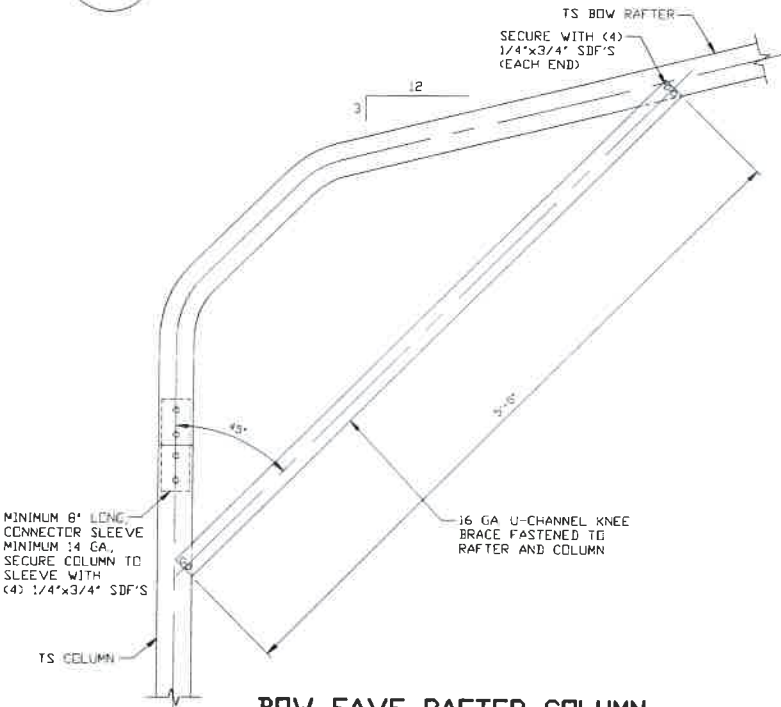 TS BOW RAFTER
SECURE WITH (4)
1/4"x3/4" SDF'S
(EACH END)
12
3
45°
MINIMUM 6" LONG,
CONNECTOR SLEEVE
MINIMUM 14 GA.,
SECURE COLUMN TO
SLEEVE WITH
(4) 1/4"x3/4" SDF'S
16 GA U-CHANNEL KNEE
BRACE FASTENED TO
RAFTER AND COLUMN
TS COLUMN
BOW EAVE RAFTER COLUMN